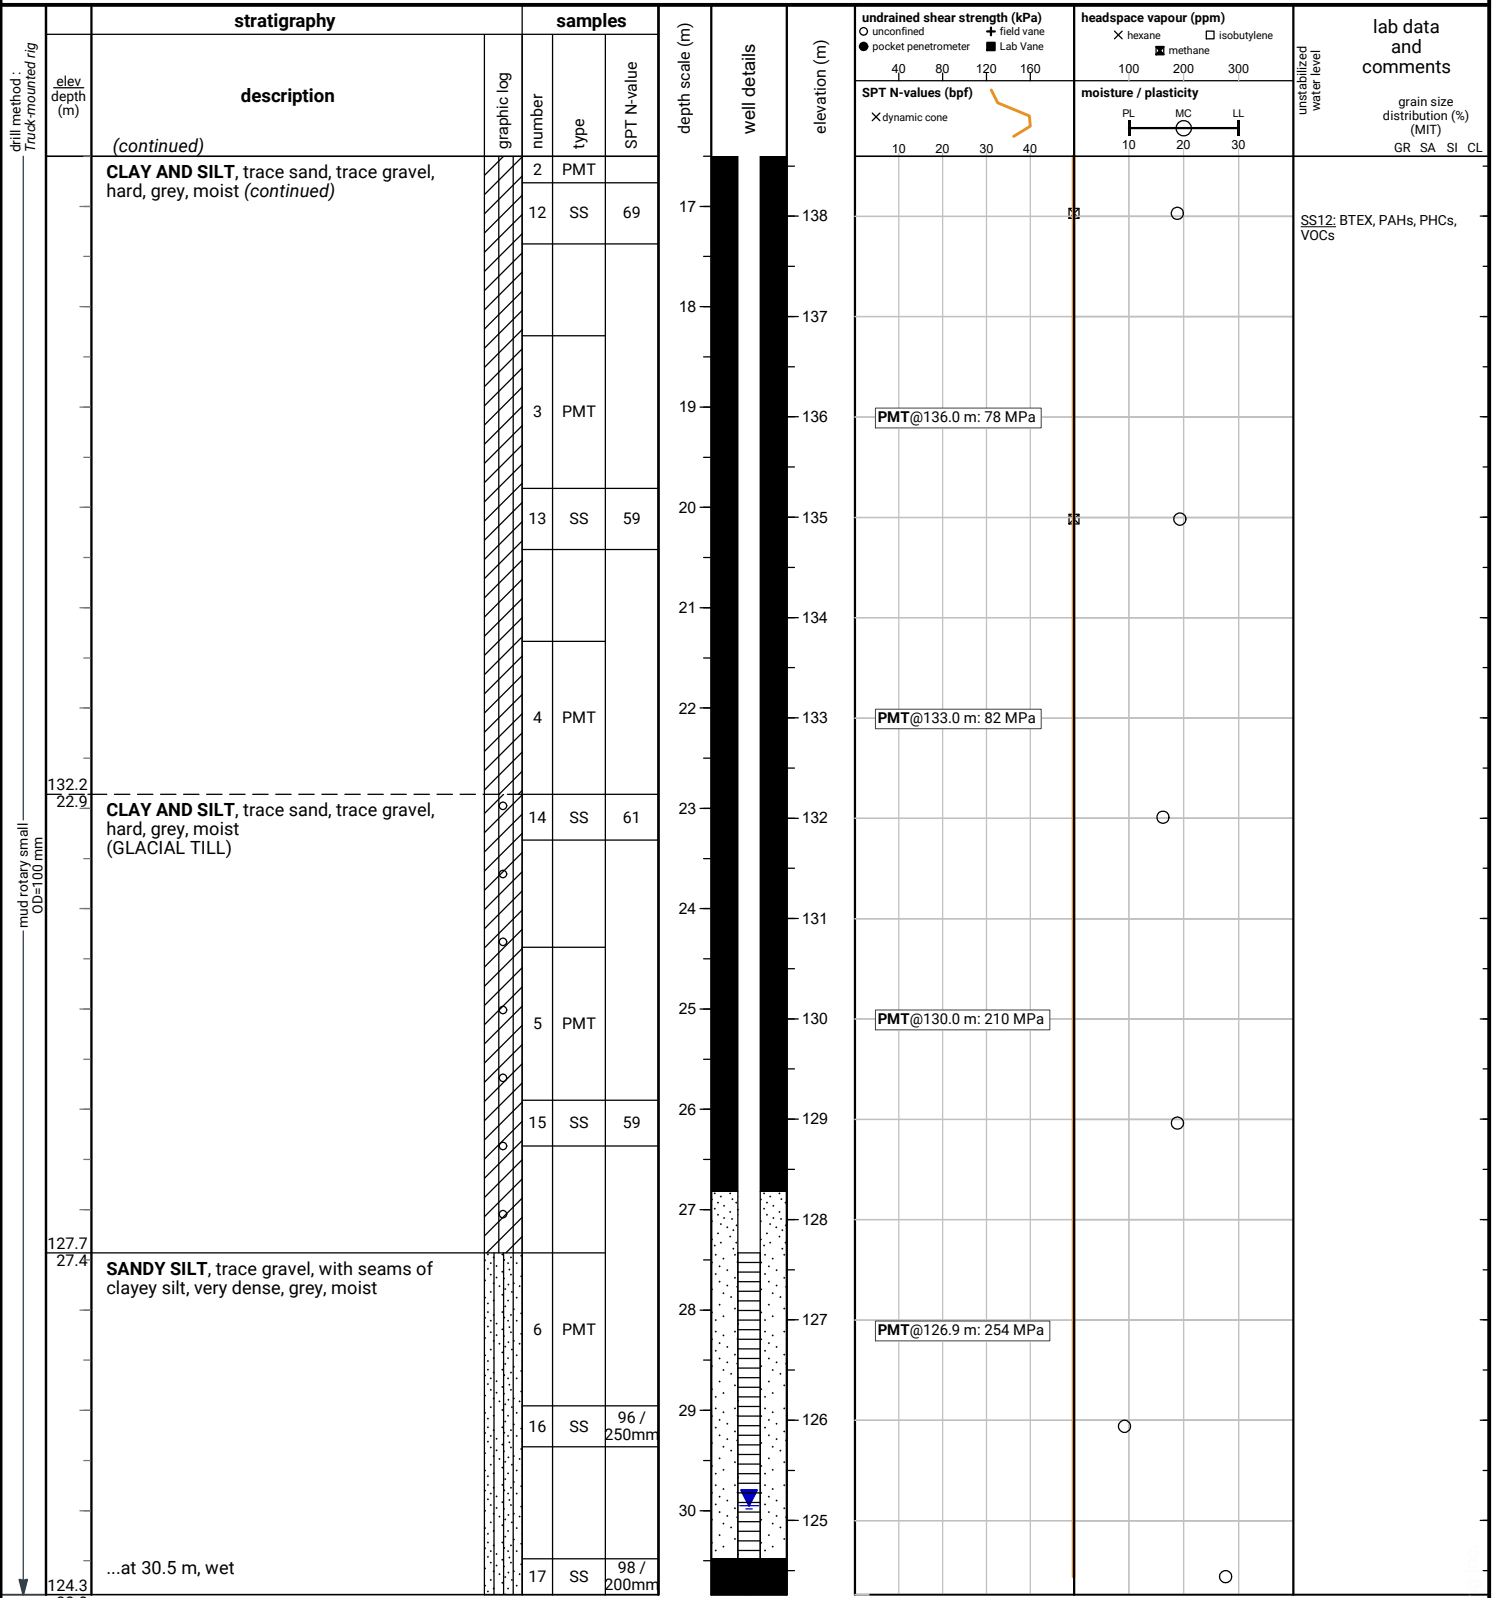 stratigraphy
samples
drill method :
Truck-mounted rig
elev
depth
(m)
description
(continued)
graphic log
number
type
SPT N-value
depth scale (m)
well details
elevation (m)
undrained shear strength (kPa)
unconfined
field vane
pocket penetrometer
Lab Vane
40 80 120 160
SPT N-values (bpf)
dynamic cone
10 20 30 40
headspace vapour (ppm)
hexane
isobutylene
methane
100 200 300
moisture / plasticity
PL MC LL
10 20 30
unstabilized
water level
lab data
and
comments
grain size
distribution (%)
(MIT)
GR SA SI CL
CLAY AND SILT, trace sand, trace gravel,
hard, grey, moist (continued)
2 PMT
12 SS 69
17
138
SS12: BTEX, PAHs, PHCs,
VOCs
18
137
3 PMT
19
136
PMT@136.0 m: 78 MPa
13 SS 59
20
135
21
134
4 PMT
22
133
PMT@133.0 m: 82 MPa
132.2
22.9
CLAY AND SILT, trace sand, trace gravel,
hard, grey, moist
(GLACIAL TILL)
14 SS 61
23
132
mud rotary small
OD=100 mm
24
131
5 PMT
25
130
PMT@130.0 m: 210 MPa
15 SS 59
26
129
27
128
127.7
27.4
SANDY SILT, trace gravel, with seams of
clayey silt, very dense, grey, moist
6 PMT
28
127
PMT@126.9 m: 254 MPa
16 SS 96 /
250mm
29
126
30
125
...at 30.5 m, wet
17 SS 98 /
200mm
124.3